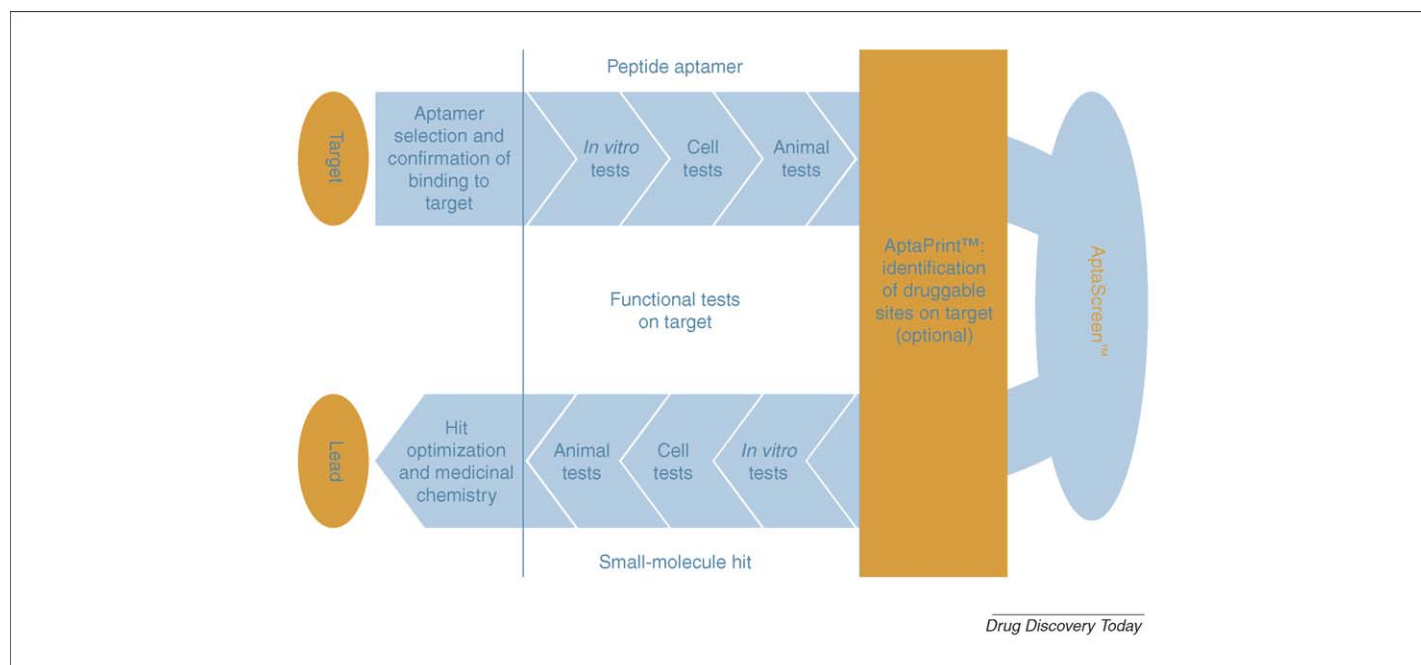 Peptide aptamer
Target
Aptamer
selection and
confirmation of
binding to
target
In vitro
tests
Cell
tests
Animal
tests
AptaPrint™:
identification
of druggable
sites on target
(optional)
AptaScreen™
Functional tests
on target
Lead
Hit
optimization
and medicinal
chemistry
Animal
tests
Cell
tests
In vitro
tests
Small-molecule hit
Drug Discovery Today